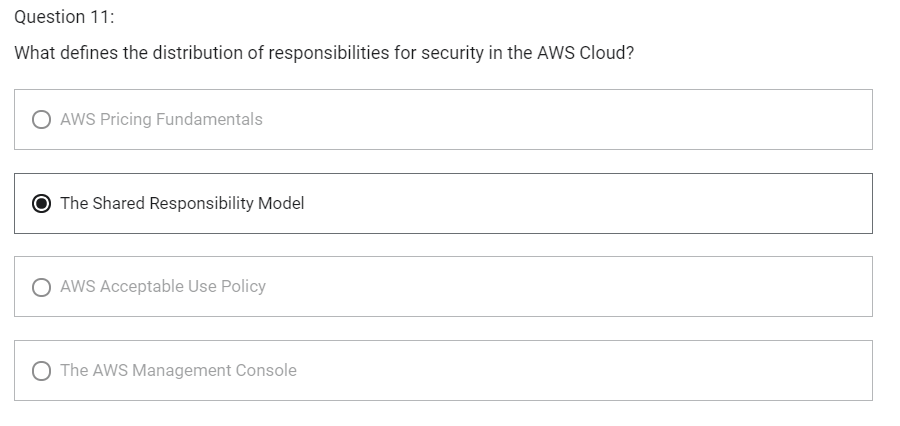 Question 11:
What defines the distribution of responsibilities for security in the AWS Cloud?
AWS Pricing Fundamentals
The Shared Responsibility Model
AWS Acceptable Use Policy
The AWS Management Console